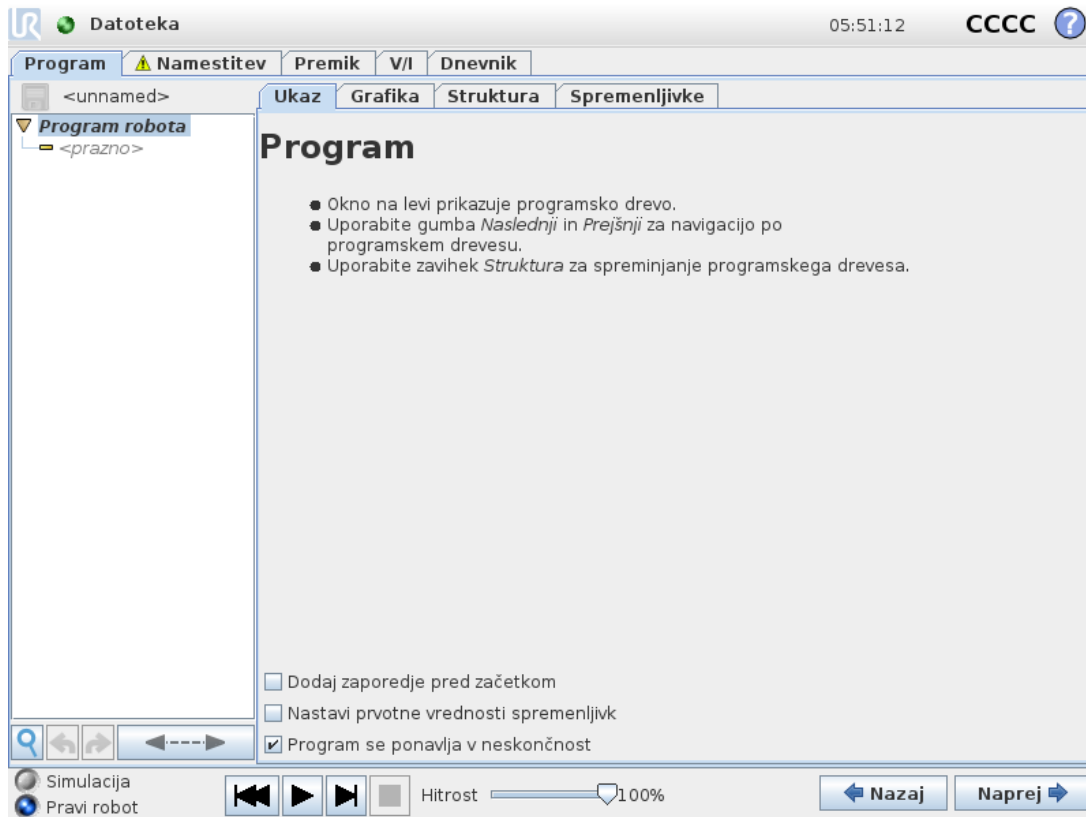 UR Datoteka 05:51:12 CCCC ?
Program Namestitev Premik V/I Dnevnik
<unnamed>
Program robota
<prazno>
Ukaz Grafika Struktura Spremenljivke
Program
Okno na levi prikazuje programsko drevo.
Uporabite gumba Naslednji in Prejšnji za navigacijo po
programskem drevesu.
Uporabite zavihek Struktura za spreminjanje programskega drevesa.
Dodaj zaporedje pred začetkom
Nastavi prvotne vrednosti spremenljivk
Program se ponavlja v neskončnost
Simulacija
Pravi robot
Hitrost 100%
Nazaj Naprej